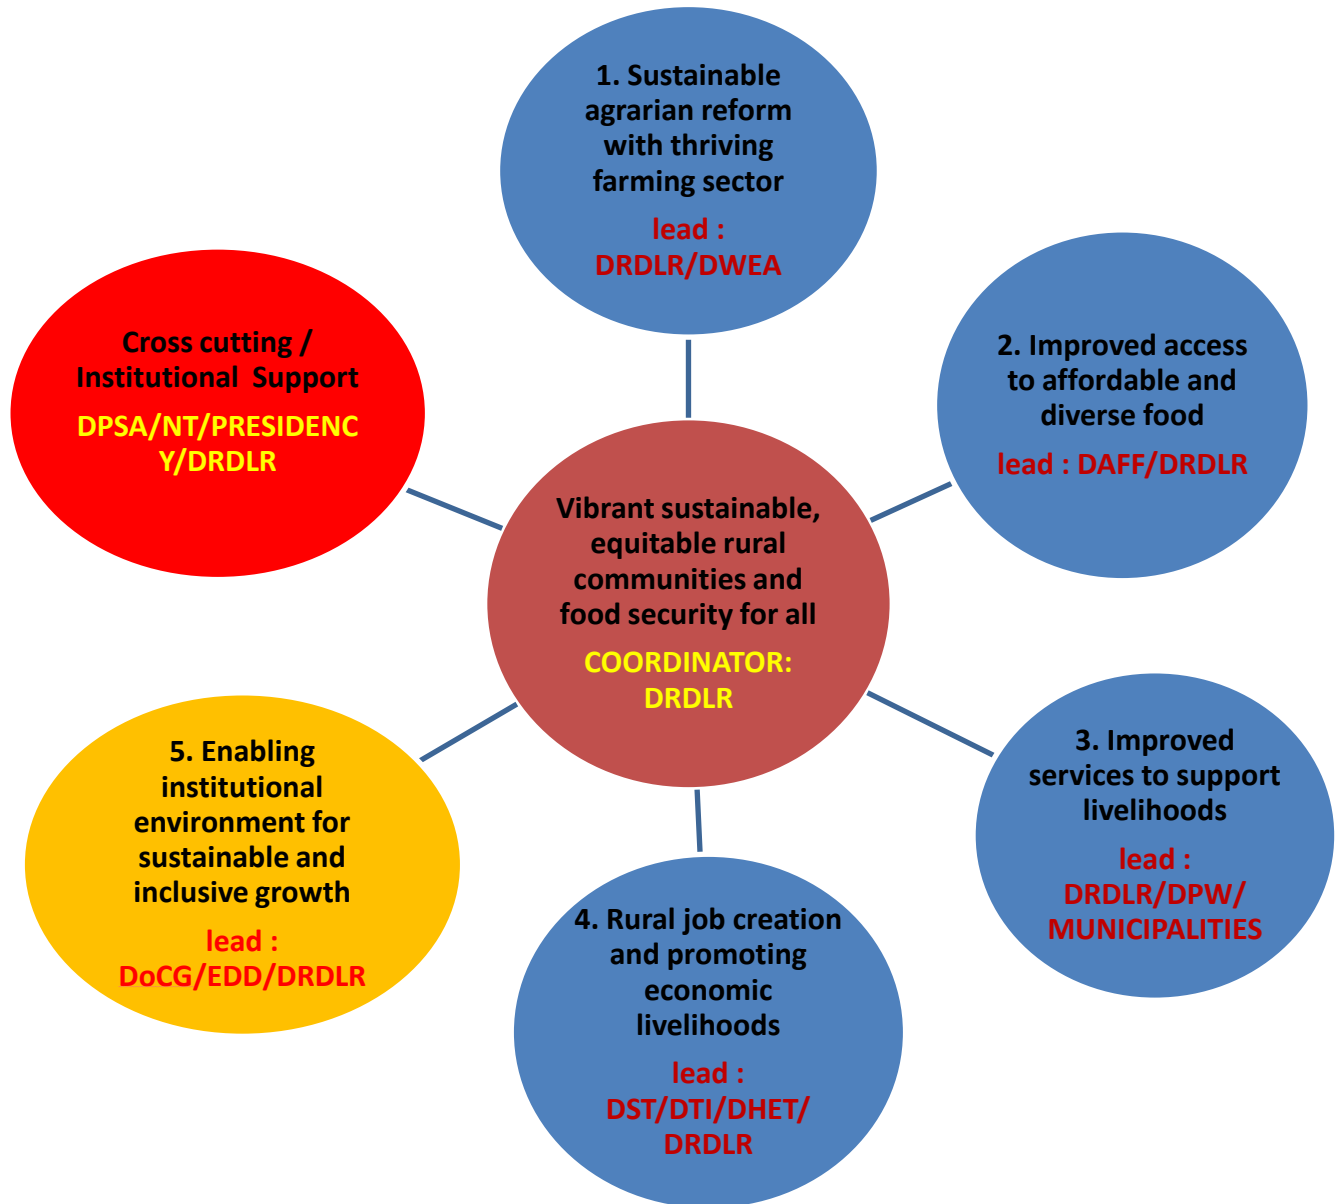 1. Sustainable
agrarian reform
with thriving
farming sector
lead :
DRDLR/DWEA
2. Improved access
to affordable and
diverse food
lead : DAFF/DRDLR
3. Improved
services to support
livelihoods
lead :
DRDLR/DPW/
MUNICIPALITIES
4. Rural job creation
and promoting
economic
livelihoods
lead :
DST/DTI/DHET/
DRDLR
5. Enabling
institutional
environment for
sustainable and
inclusive growth
lead :
DoCG/EDD/DRDLR
Cross cutting /
Institutional Support
DPSA/NT/PRESIDENC
Y/DRDLR
Vibrant sustainable,
equitable rural
communities and
food security for all
COORDINATOR:
DRDLR